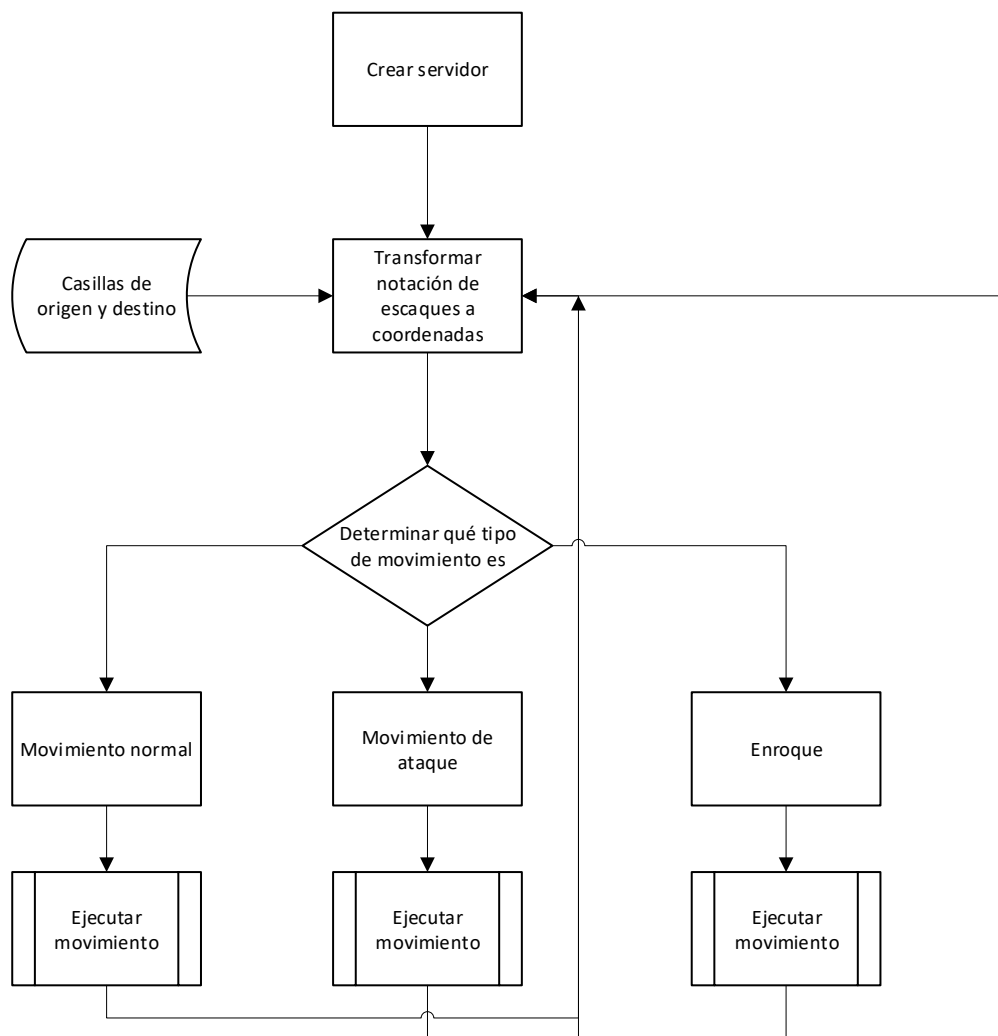 Crear servidor
Casillas de
origen y destino
Transformar
notación de
escaques a
coordenadas
Determinar qué tipo
de movimiento es
Movimiento normal
Movimiento de
ataque
Enroque
Ejecutar
movimiento
Ejecutar
movimiento
Ejecutar
movimiento